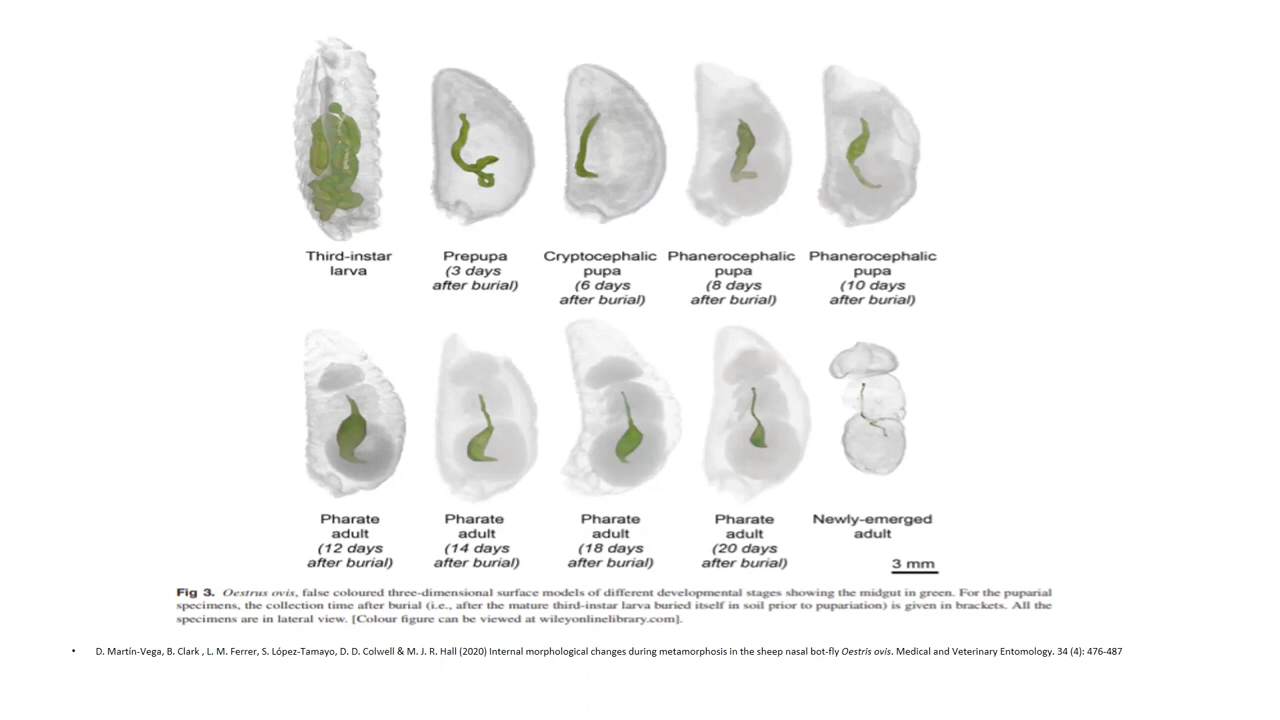 Third-instar larva
Prepupa (3 days after burial)
Cryptocephalic pupa (6 days after burial)
Phanerocephalic pupa (8 days after burial)
Phanerocephalic pupa (10 days after burial)
Pharate adult (12 days after burial)
Pharate adult (14 days after burial)
Pharate adult (18 days after burial)
Pharate adult (20 days after burial)
Newly-emerged adult
3 mm
Fig 3. Oestrus ovis, false coloured three-dimensional surface models of different developmental stages showing the midgut in green. For the puparial
specimens, the collection time after burial (i.e., after the mature third-instar larva buried itself in soil prior to pupariation) is given in brackets. All the
specimens are in lateral view. [Colour figure can be viewed at wileyonlinelibrary.com].
• D. Martín-Vega, B. Clark , L. M. Ferrer, S. López-Tamayo, D. D. Colwell & M. J. R. Hall (2020) Internal morphological changes during metamorphosis in the sheep nasal bot-fly Oestris ovis. Medical and Veterinary Entomology. 34 (4): 476-487